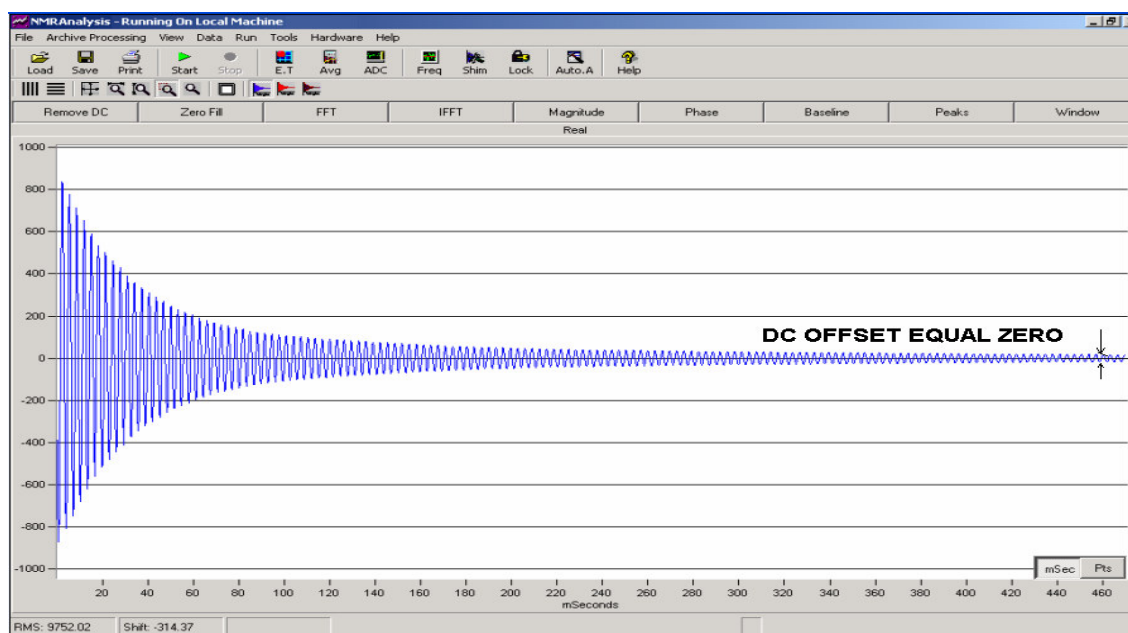 NMRAnalysis - Running On Local Machine
File Archive Processing View Data Run Tools Hardware Help
Load Save Print Start Stop E.T Avg ADC Freq Shim Lock Auto.A Help
Remove DC Zero Fill FFT IFFT Magnitude Phase Baseline Peaks Window
Real
1000
800
600
400
200
0
-200
-400
-600
-800
-1000
DC OFFSET EQUAL ZERO
mSec Pts
20 40 60 80 100 120 140 160 180 200 220 240 260 280 300 320 340 360 380 400 420 440 460
mSeconds
RMS: 9752.02 Shift: -314.37